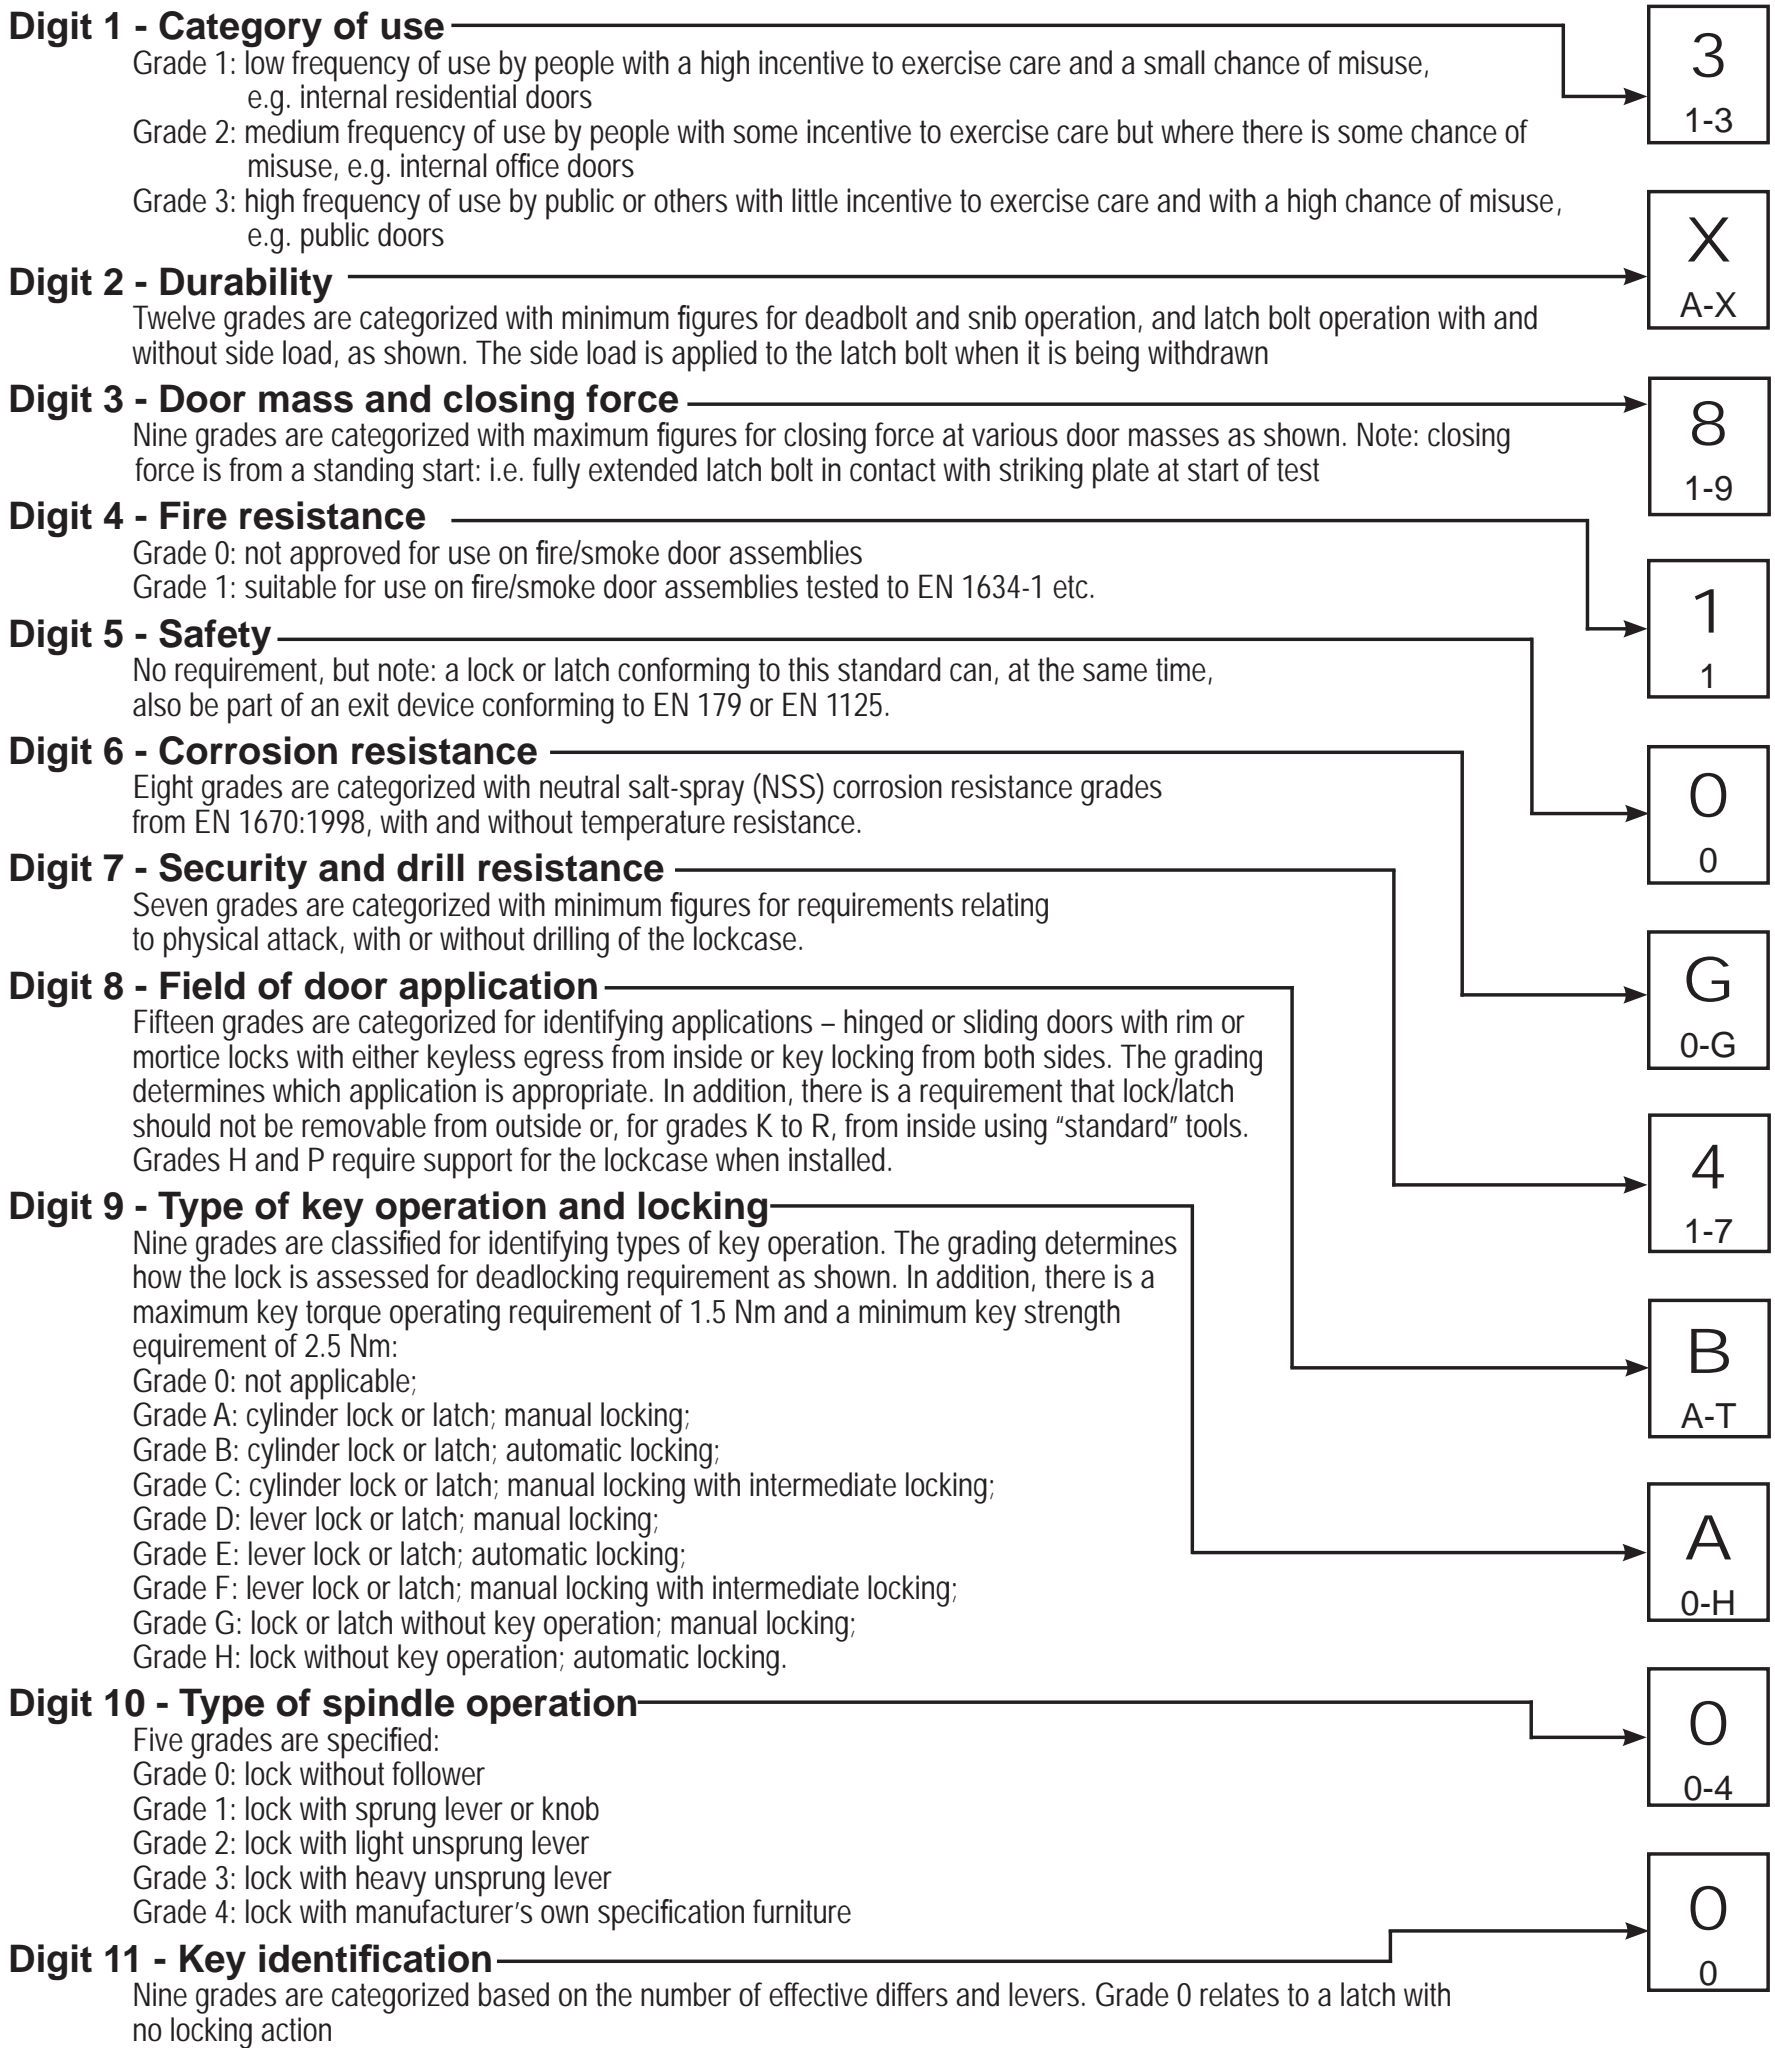 Digit 1 - Category of use
Grade 1: low frequency of use by people with a high incentive to exercise care and a small chance of misuse,
e.g. internal residential doors
Grade 2: medium frequency of use by people with some incentive to exercise care but where there is some chance of
misuse, e.g. internal office doors
Grade 3: high frequency of use by public or others with little incentive to exercise care and with a high chance of misuse,
e.g. public doors
3
1-3
Digit 2 - Durability
Twelve grades are categorized with minimum figures for deadbolt and snib operation, and latch bolt operation with and
without side load, as shown. The side load is applied to the latch bolt when it is being withdrawn
X
A-X
Digit 3 - Door mass and closing force
Nine grades are categorized with maximum figures for closing force at various door masses as shown. Note: closing
force is from a standing start: i.e. fully extended latch bolt in contact with striking plate at start of test
8
1-9
Digit 4 - Fire resistance
Grade 0: not approved for use on fire/smoke door assemblies
Grade 1: suitable for use on fire/smoke door assemblies tested to EN 1634-1 etc.
1
1
Digit 5 - Safety
No requirement, but note: a lock or latch conforming to this standard can, at the same time,
also be part of an exit device conforming to EN 179 or EN 1125.
0
0
Digit 6 - Corrosion resistance
Eight grades are categorized with neutral salt-spray (NSS) corrosion resistance grades
from EN 1670:1998, with and without temperature resistance.
G
0-G
Digit 7 - Security and drill resistance
Seven grades are categorized with minimum figures for requirements relating
to physical attack, with or without drilling of the lockcase.
4
1-7
Digit 8 - Field of door application
Fifteen grades are categorized for identifying applications – hinged or sliding doors with rim or
mortice locks with either keyless egress from inside or key locking from both sides. The grading
determines which application is appropriate. In addition, there is a requirement that lock/latch
should not be removable from outside or, for grades K to R, from inside using “standard” tools.
Grades H and P require support for the lockcase when installed.
B
A-T
Digit 9 - Type of key operation and locking
Nine grades are classified for identifying types of key operation. The grading determines
how the lock is assessed for deadlocking requirement as shown. In addition, there is a
maximum key torque operating requirement of 1.5 Nm and a minimum key strength
equirement of 2.5 Nm:
Grade 0: not applicable;
Grade A: cylinder lock or latch; manual locking;
Grade B: cylinder lock or latch; automatic locking;
Grade C: cylinder lock or latch; manual locking with intermediate locking;
Grade D: lever lock or latch; manual locking;
Grade E: lever lock or latch; automatic locking;
Grade F: lever lock or latch; manual locking with intermediate locking;
Grade G: lock or latch without key operation; manual locking;
Grade H: lock without key operation; automatic locking.
A
0-H
Digit 10 - Type of spindle operation
Five grades are specified:
Grade 0: lock without follower
Grade 1: lock with sprung lever or knob
Grade 2: lock with light unsprung lever
Grade 3: lock with heavy unsprung lever
Grade 4: lock with manufacturer’s own specification furniture
0
0-4
Digit 11 - Key identification
Nine grades are categorized based on the number of effective differs and levers. Grade 0 relates to a latch with
no locking action
0
0